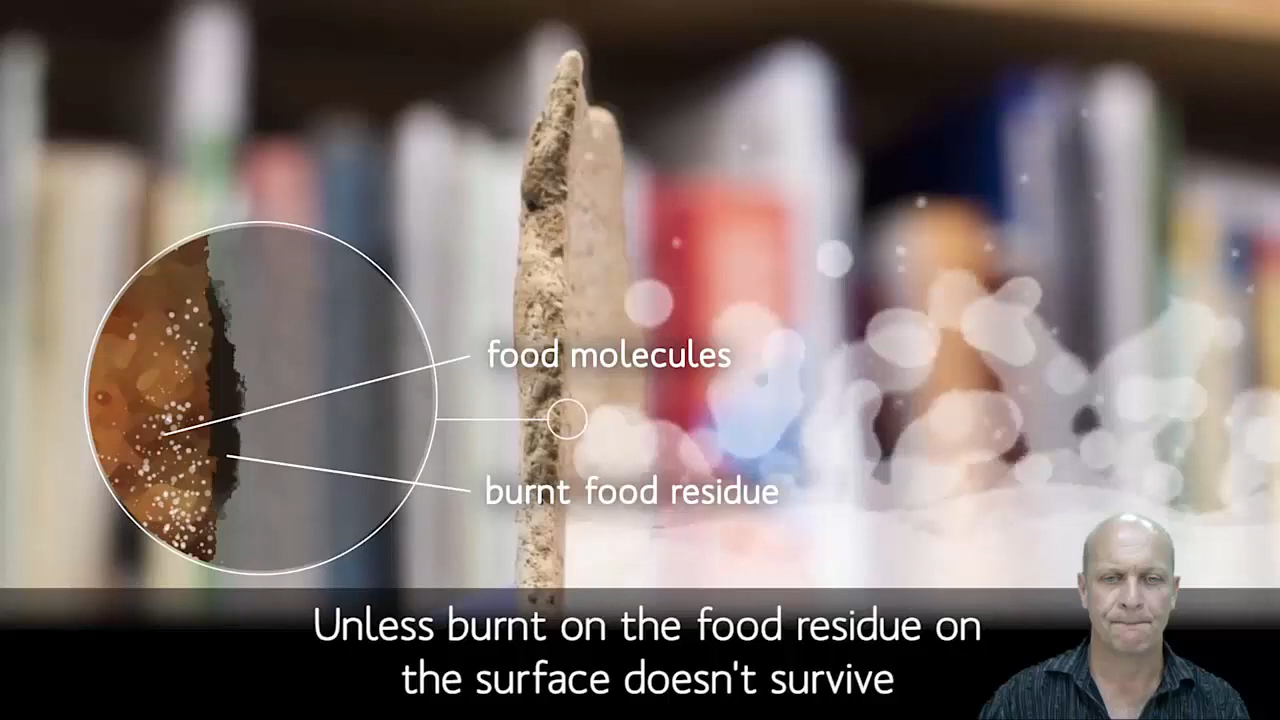 food molecules
burnt food residue
Unless burnt on the food residue on
the surface doesn't survive